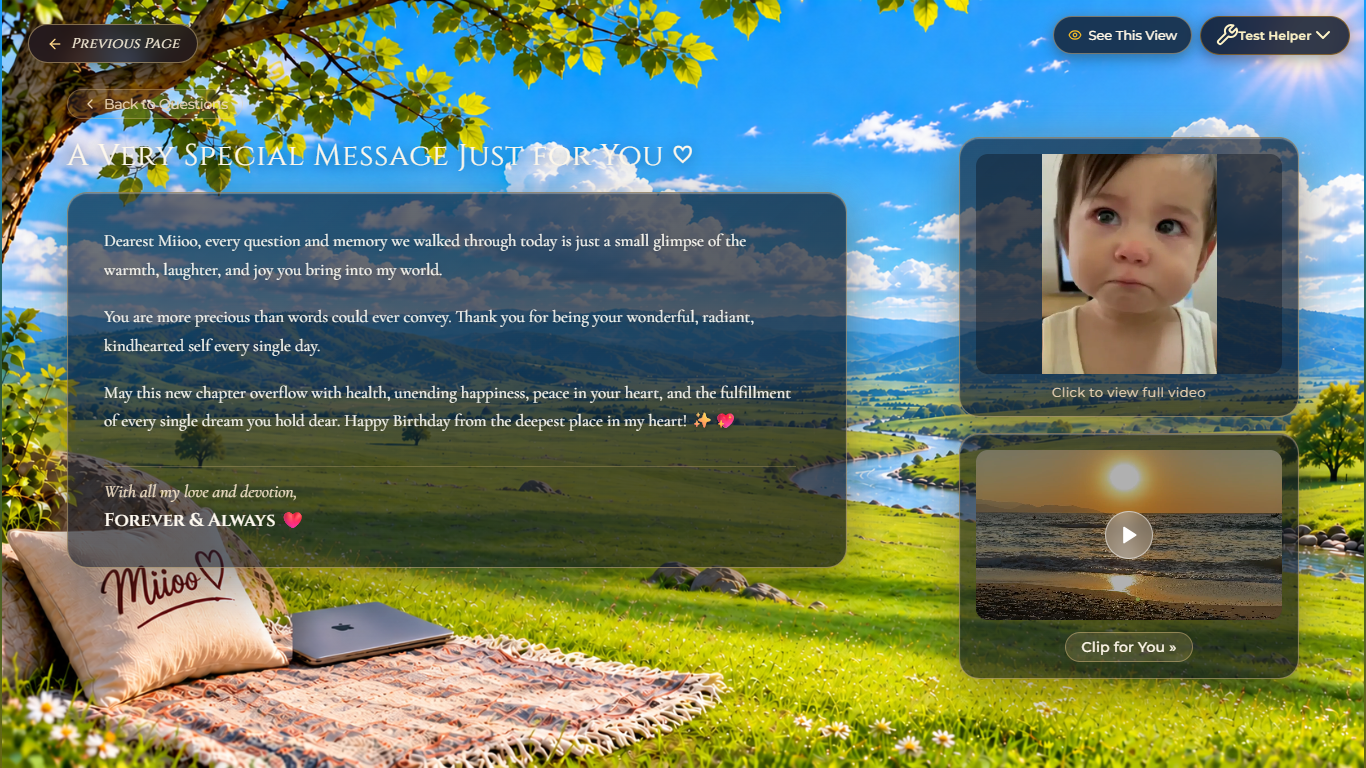 Previous Page
See This View
Test Helper
Back to Questions
A Very Special Message Just for You ♡
Dearest Miioo, every question and memory we walked through today is just a small glimpse of the
warmth, laughter, and joy you bring into my world.
You are more precious than words could ever convey. Thank you for being your wonderful, radiant,
kindhearted self every single day.
May this new chapter overflow with health, unending happiness, peace in your heart, and the fulfillment
of every single dream you hold dear. Happy Birthday from the deepest place in my heart! ✨ 💖
With all my love and devotion,
Forever & Always 💖
Miioo♡
Click to view full video
Clip for You »